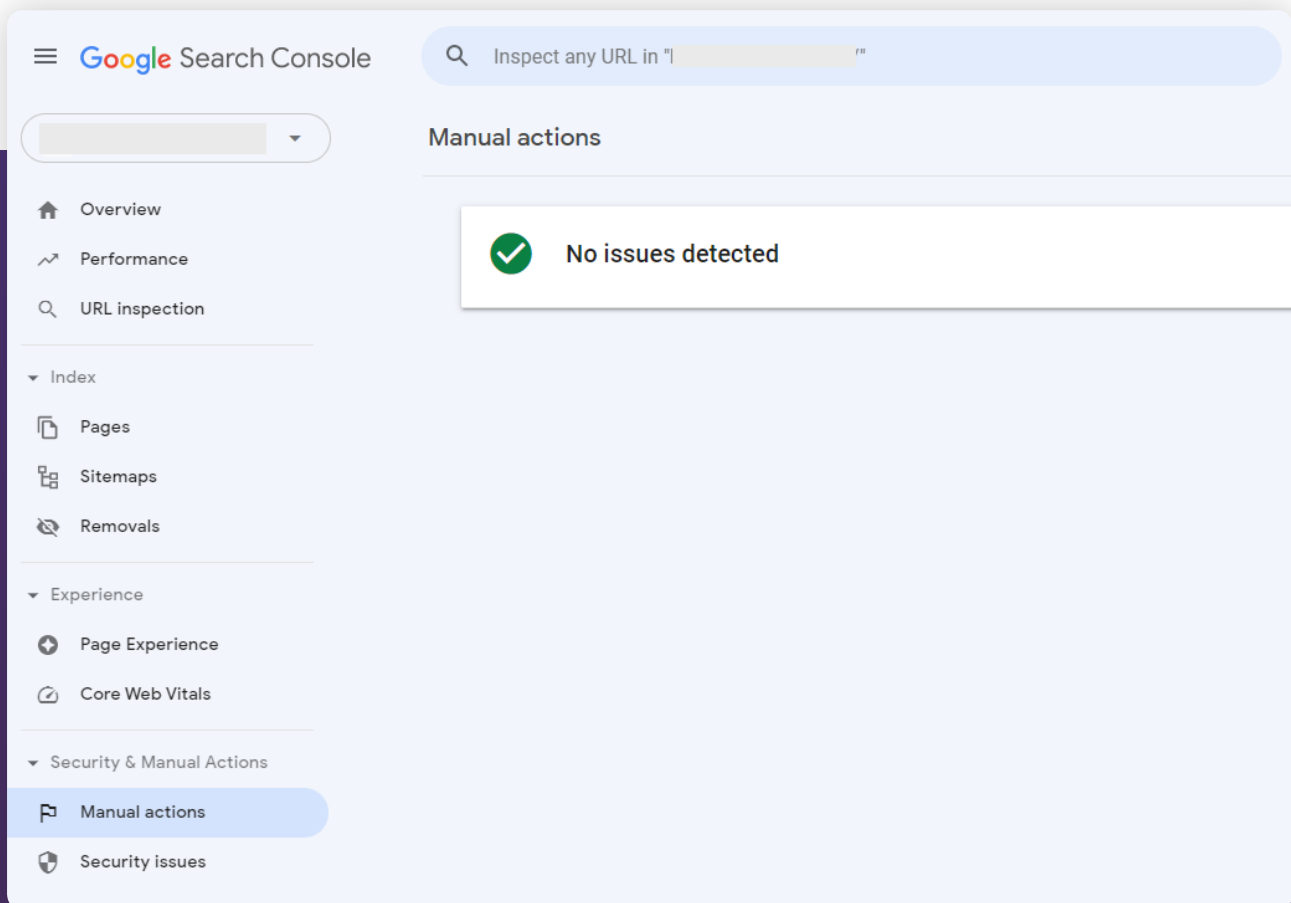 Google Search Console
Inspect any URL in " /"
Manual actions
Overview
Performance
URL inspection
No issues detected
Index
Pages
Sitemaps
Removals
Experience
Page Experience
Core Web Vitals
Security & Manual Actions
Manual actions
Security issues